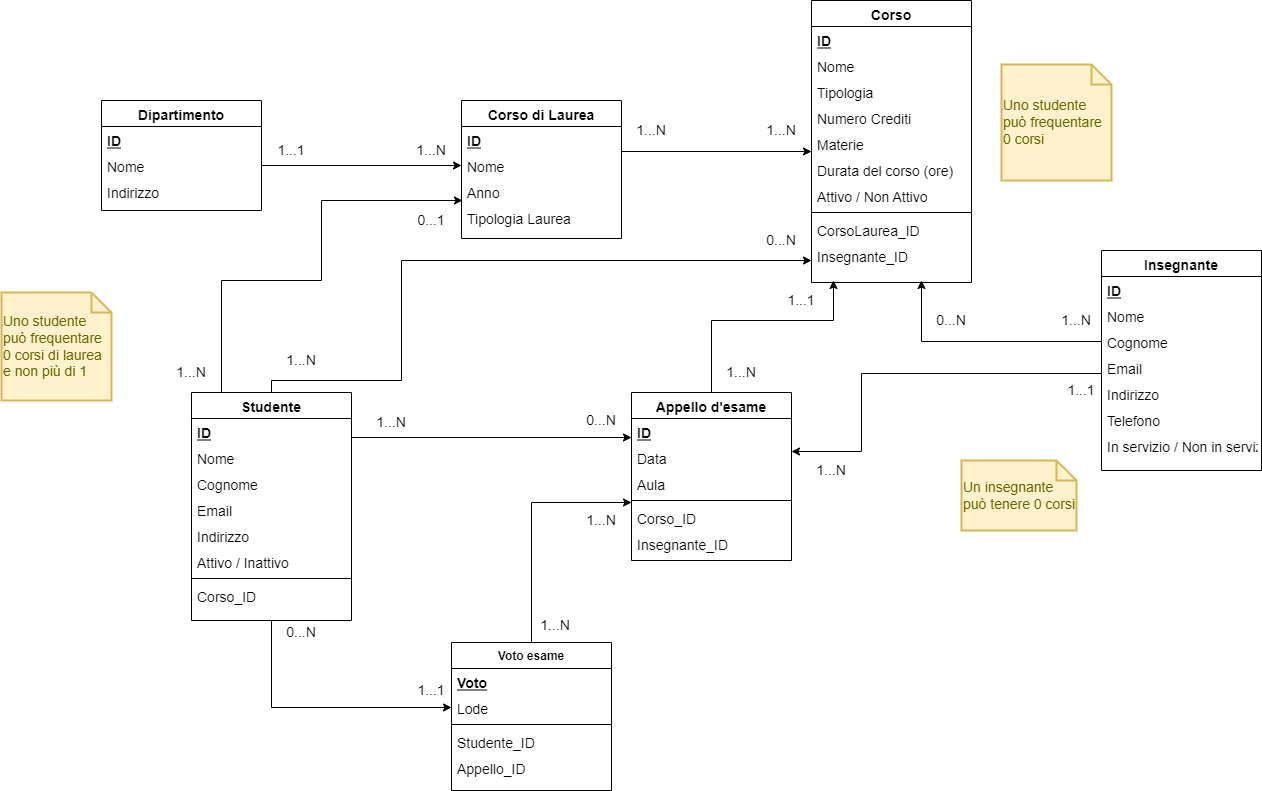 Corso
ID
Nome
Tipologia
Numero Crediti
Materie
Durata del corso (ore)
Attivo / Non Attivo
CorsoLaurea_ID
Insegnante_ID
Uno studente
può frequentare
0 corsi
Dipartimento
ID
Nome
Indirizzo
1...1
1...N
Corso di Laurea
ID
Nome
Anno
Tipologia Laurea
1...N
1...N
0...1
0...N
1...1
Insegnante
ID
Nome
Cognome
Email
Indirizzo
Telefono
In servizio / Non in servi
0...N
1...N
1...1
1...N
Uno studente
può frequentare
0 corsi di laurea
e non più di 1
1...N
1...N
Studente
ID
Nome
Cognome
Email
Indirizzo
Attivo / Inattivo
Corso_ID
1...N
0...N
1...N
Appello d'esame
ID
Data
Aula
Corso_ID
Insegnante_ID
1...N
Un insegnante
può tenere 0 corsi
0...N
1...1
1...N
Voto esame
Voto
Lode
Studente_ID
Appello_ID